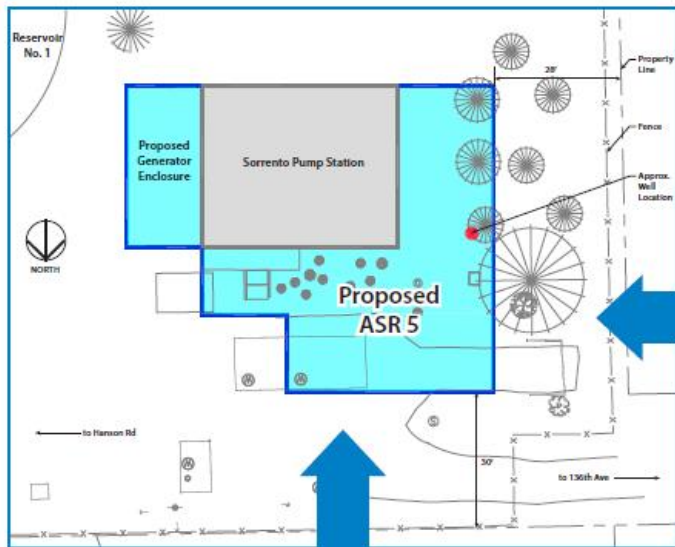 Reservoir
No. 1
28'
Property
Line
Fence
Approx.
Well
Location
Proposed
Generator
Enclosure
Sorrento Pump Station
NORTH
Proposed
ASR 5
to Hanson Rd
S
30'
to 136th Ave